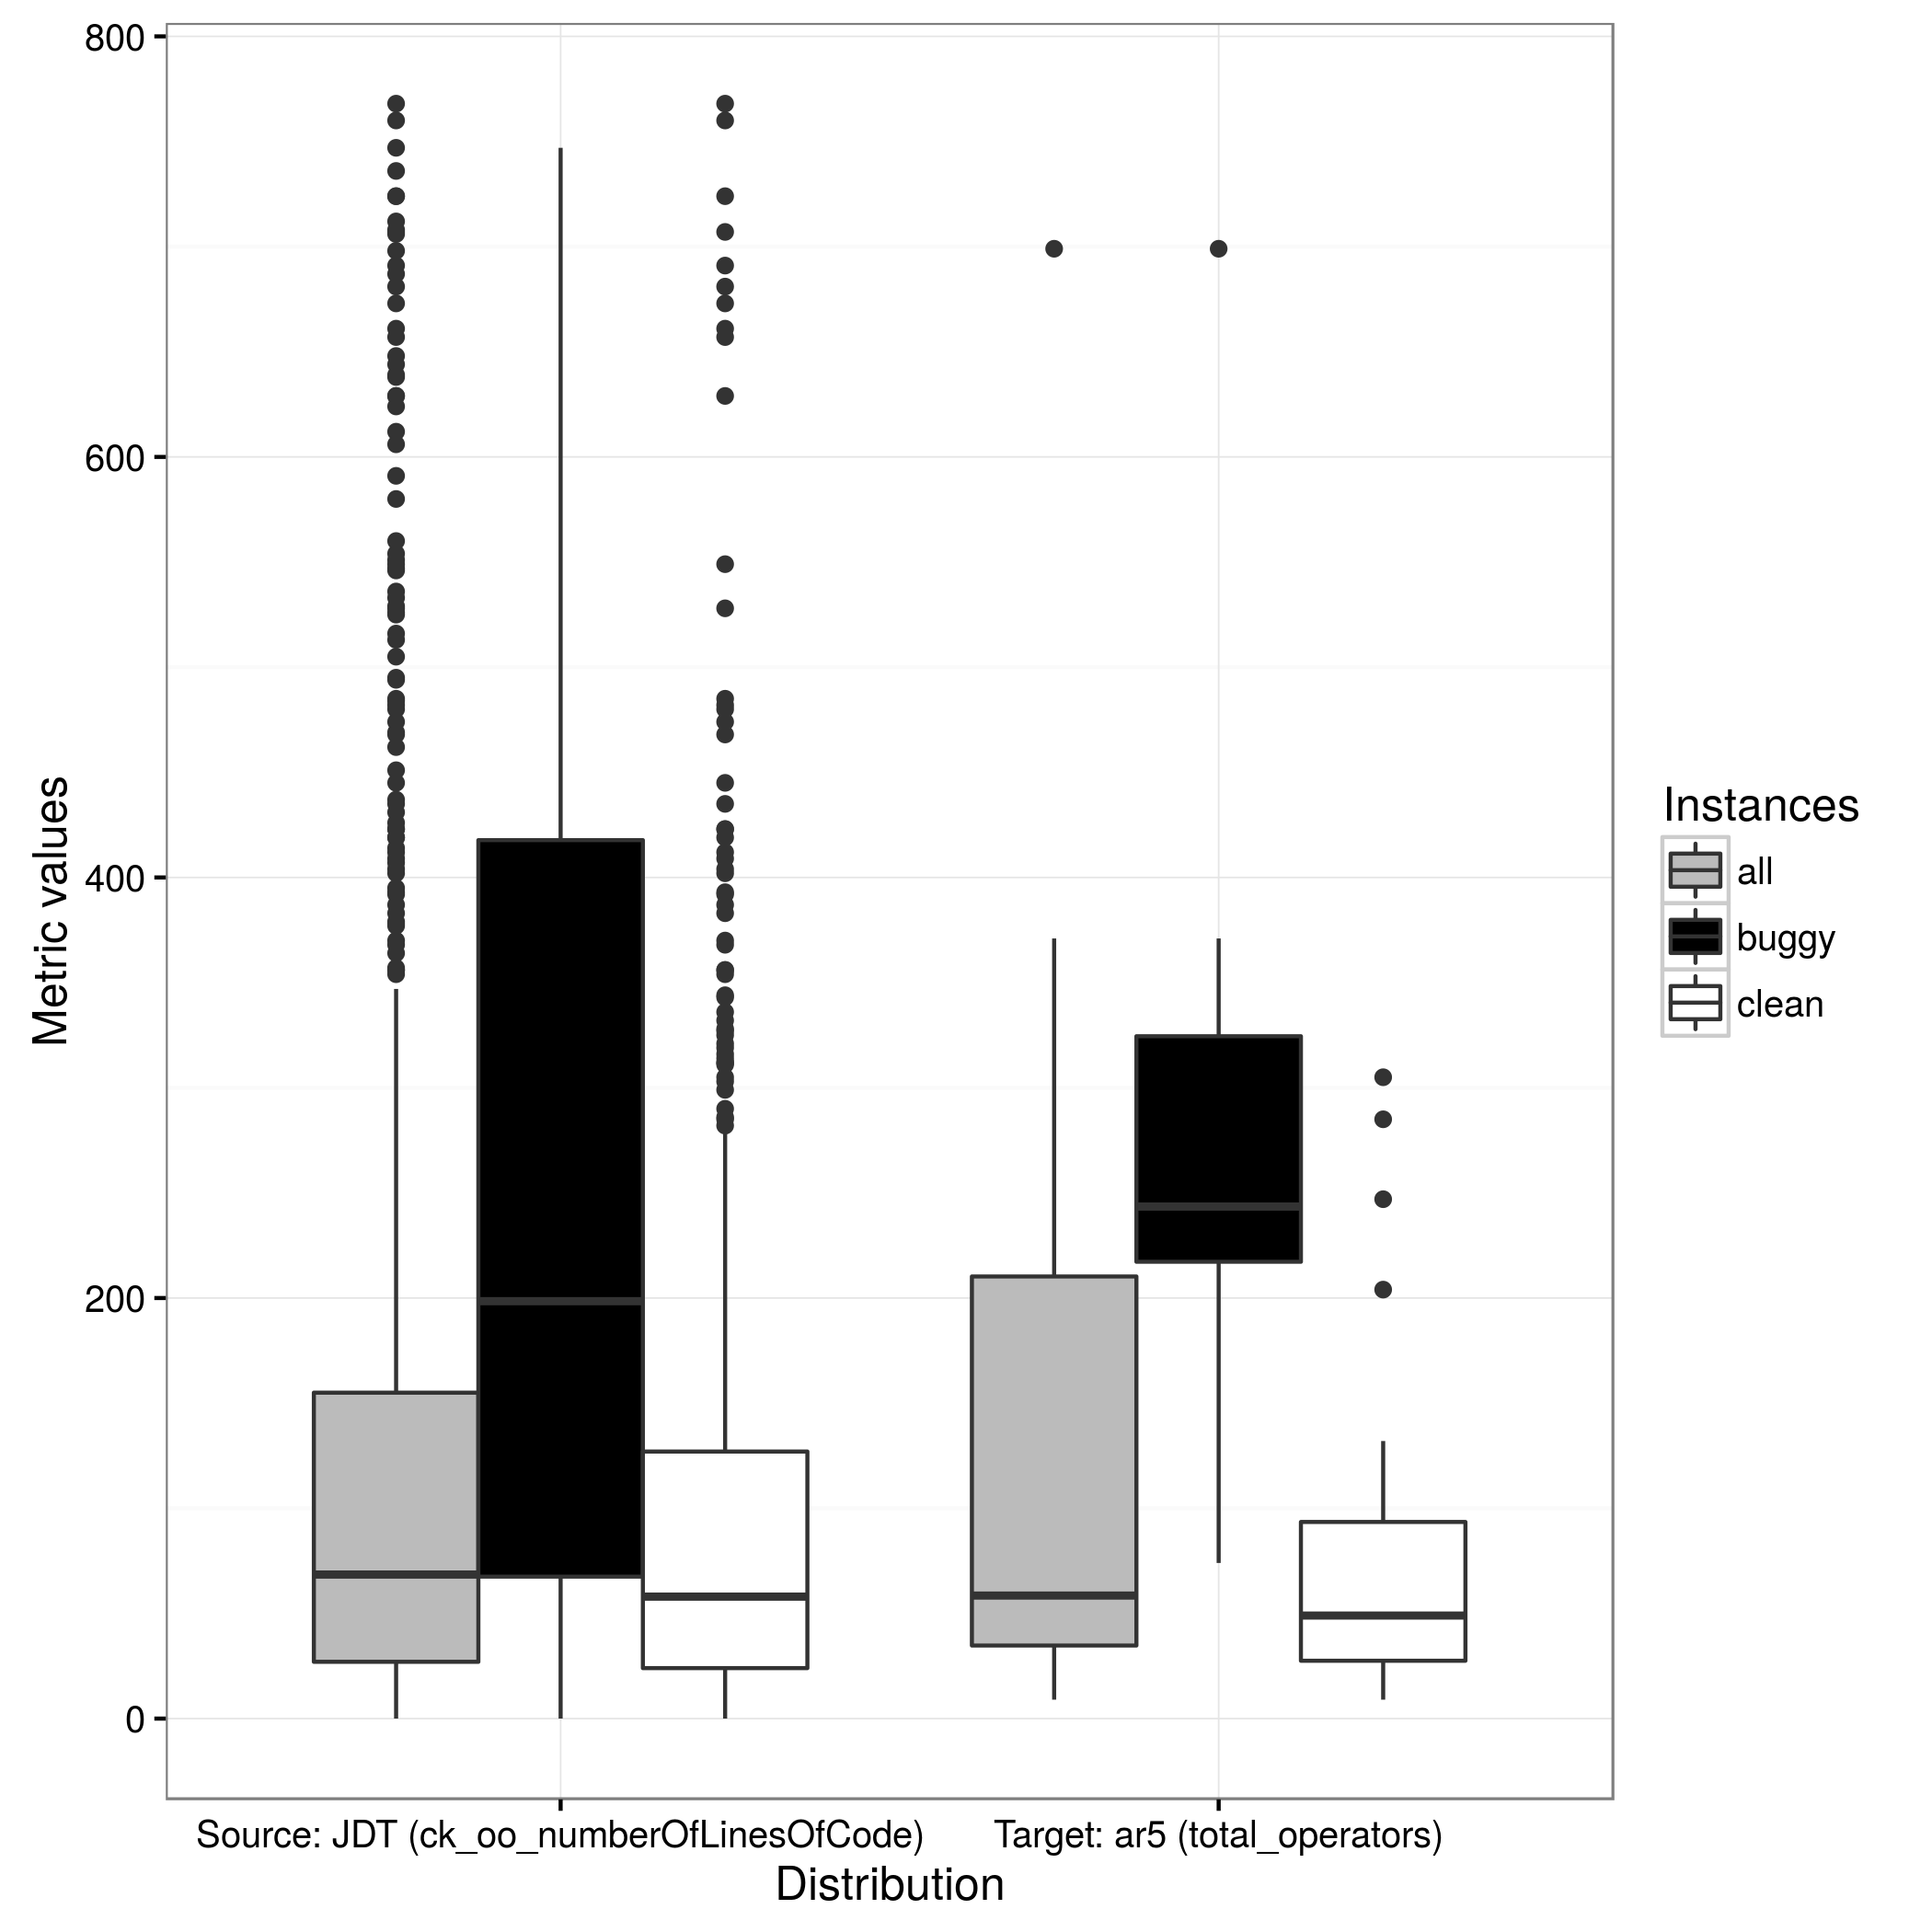 800
600
400
200
0
Metric values
Source: JDT (ck_oo_numberOfLinesOfCode)
Target: ar5 (total_operators)
Distribution
Instances
all
buggy
clean